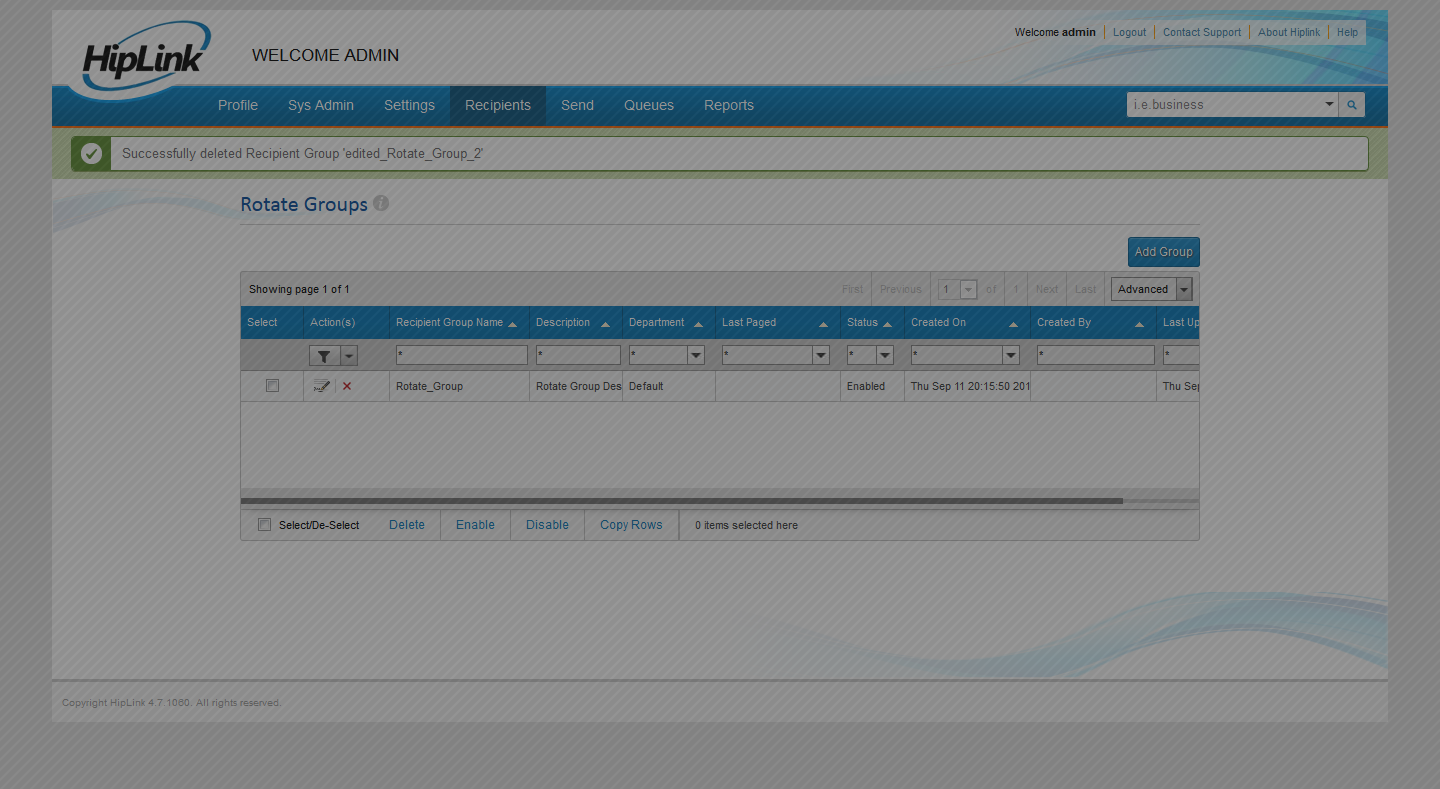 HipLink
WELCOME ADMIN
Welcome admin Logout Contact Support About Hiplink Help
Profile Sys Admin Settings Recipients Send Queues Reports i.e.business
Successfully deleted Recipient Group 'edited_Rotate_Group_2'
Rotate Groups i
Add Group
Showing page 1 of 1 First Previous 1 of 1 Next Last Advanced
Select Action(s) Recipient Group Name Description Department Last Paged Status Created On Created By Last Up
* * * * * * * *
Rotate_Group Rotate Group Des Default Enabled Thu Sep 11 20:15:50 201 Thu Sep
Select/De-Select Delete Enable Disable Copy Rows 0 items selected here
Copyright HipLink 4.7.1080. All rights reserved.